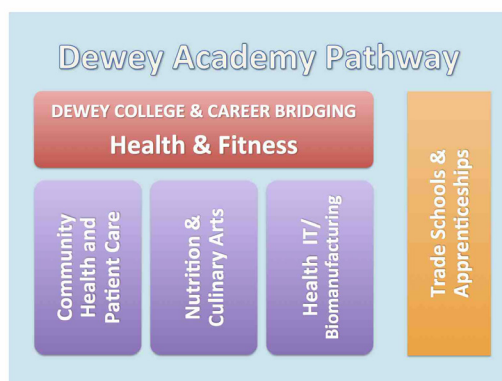 Dewey Academy Pathway
DEWEY COLLEGE & CAREER BRIDGING
Health & Fitness
Community
Health and
Patient Care
Nutrition &
Culinary Arts
Health IT/
Biomanufacturing
Trade Schools &
Apprenticeships